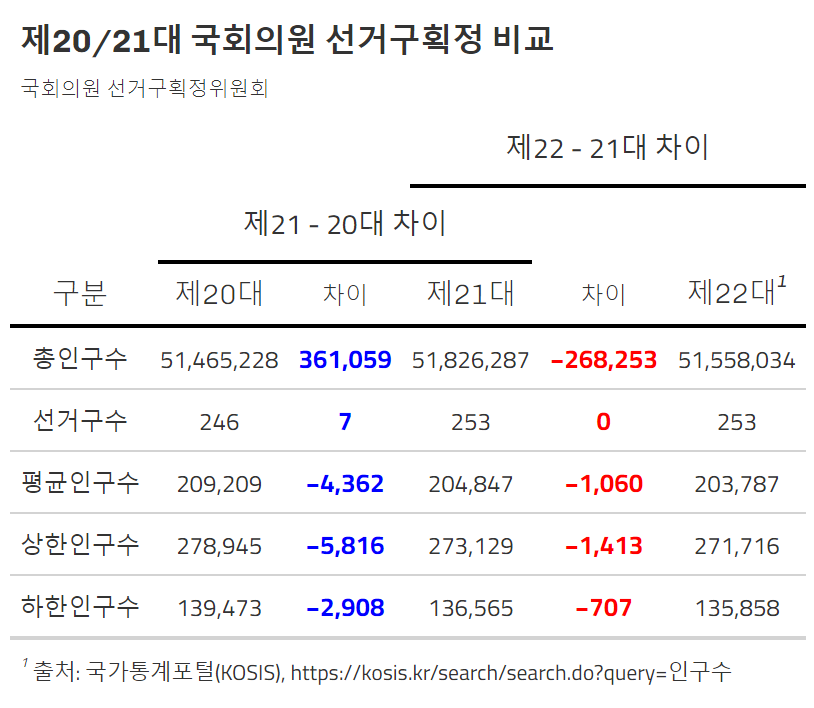 제20/21대 국회의원 선거구획정 비교
국회의원 선거구획정위원회
제22 - 21대 차이
제21 - 20대 차이
구분 제20대 차이 제21대 차이 제22대1
총인구수 51,465,228 361,059 51,826,287 −268,253 51,558,034
선거구수 246 7 253 0 253
평균인구수 209,209 −4,362 204,847 −1,060 203,787
상한인구수 278,945 −5,816 273,129 −1,413 271,716
하한인구수 139,473 −2,908 136,565 −707 135,858
1 출처: 국가통계포털(KOSIS), https://kosis.kr/search/search.do?query=인구수